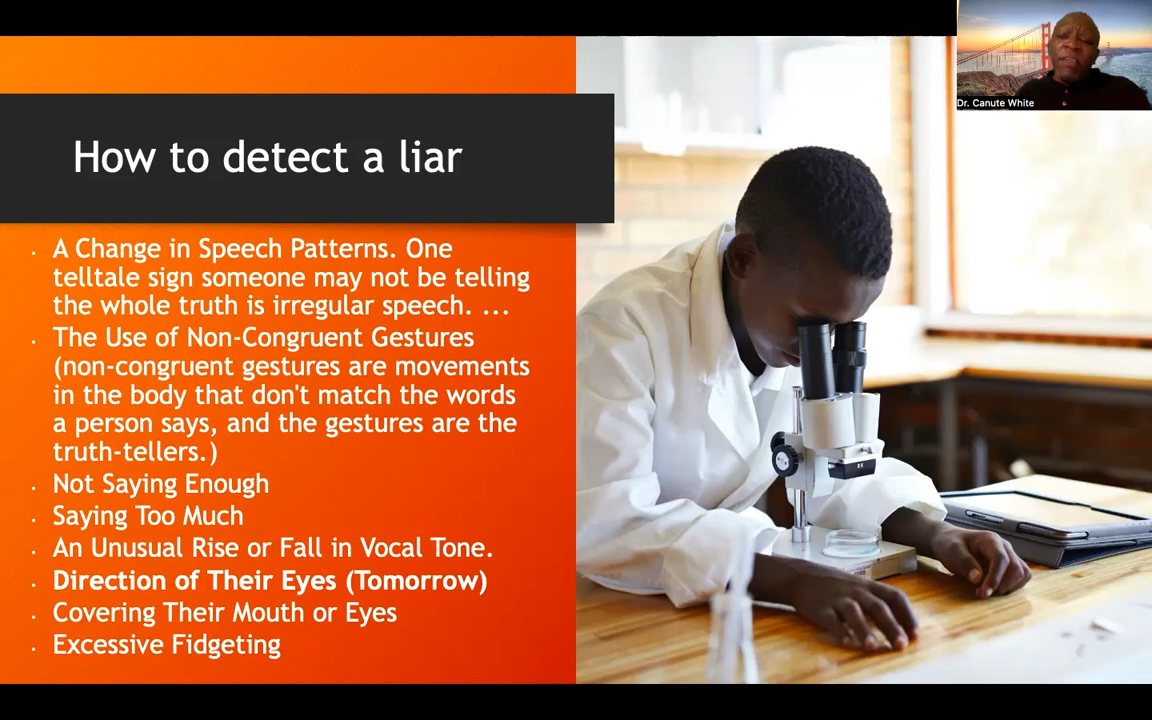 Dr. Canute White
How to detect a liar
A Change in Speech Patterns. One
telltale sign someone may not be telling
the whole truth is irregular speech. ...
The Use of Non-Congruent Gestures
(non-congruent gestures are movements
in the body that don't match the words
a person says, and the gestures are the
truth-tellers.)
Not Saying Enough
Saying Too Much
An Unusual Rise or Fall in Vocal Tone.
Direction of Their Eyes (Tomorrow)
Covering Their Mouth or Eyes
Excessive Fidgeting